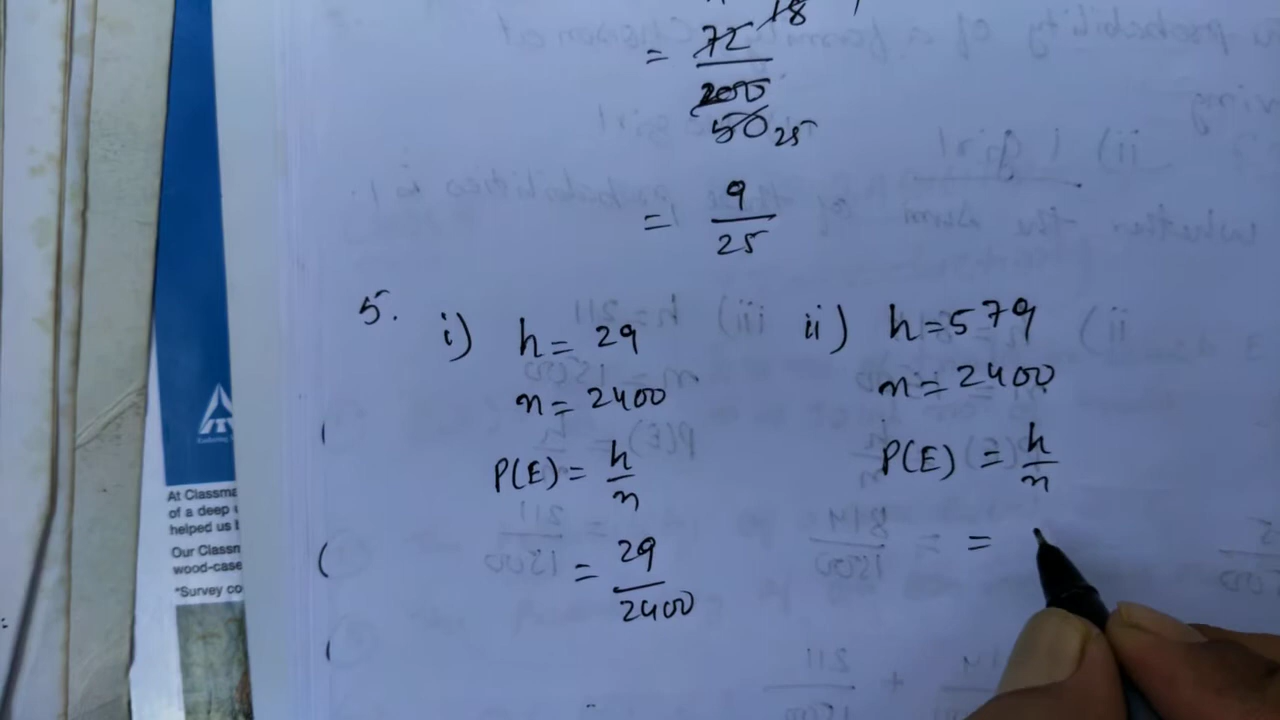 = 72 18
200
50 25
= 9
25
5.
i) h = 29
n = 2400
P(E) = h
n
= 29
2400
ii) h = 579
n = 2400
P(E) = h
n
=
At Classma
of a deep
helped us
Our Classn
wood-case
"Survey co